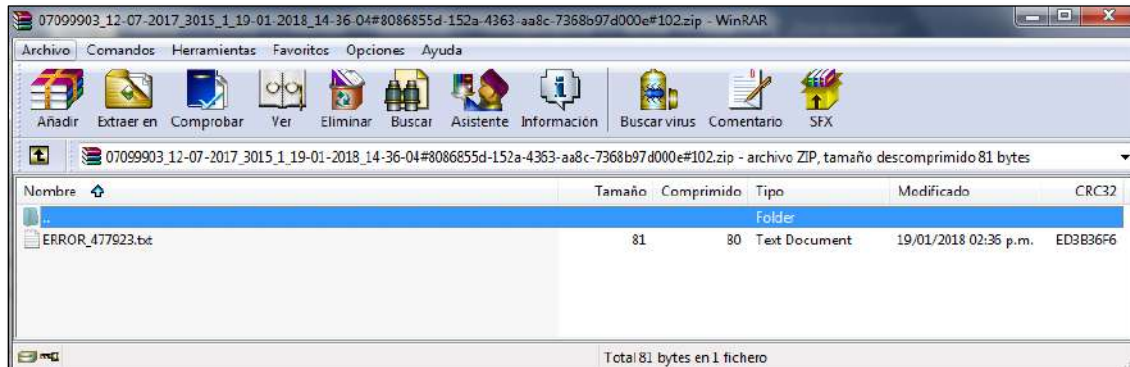 07099903_12-07-2017_3015_1_19-01-2018_14-36-04#8086855d-152a-4363-aa8c-7368b97d000e#102.zip - WinRAR
Archivo Comandos Herramientas Favoritos Opciones Ayuda
Añadir Extraer en Comprobar Ver Eliminar Buscar Asistente Información Buscar virus Comentario SFX
07099903_12-07-2017_3015_1_19-01-2018_14-36-04#8086855d-152a-4363-aa8c-7368b97d000e#102.zip - archivo ZIP, tamaño descomprimido 81 bytes
Nombre Tamaño Comprimido Tipo Modificado CRC32
.. Folder
ERROR_477923.txt 81 80 Text Document 19/01/2018 02:36 p.m. ED3B36F6
Total 81 bytes en 1 fichero